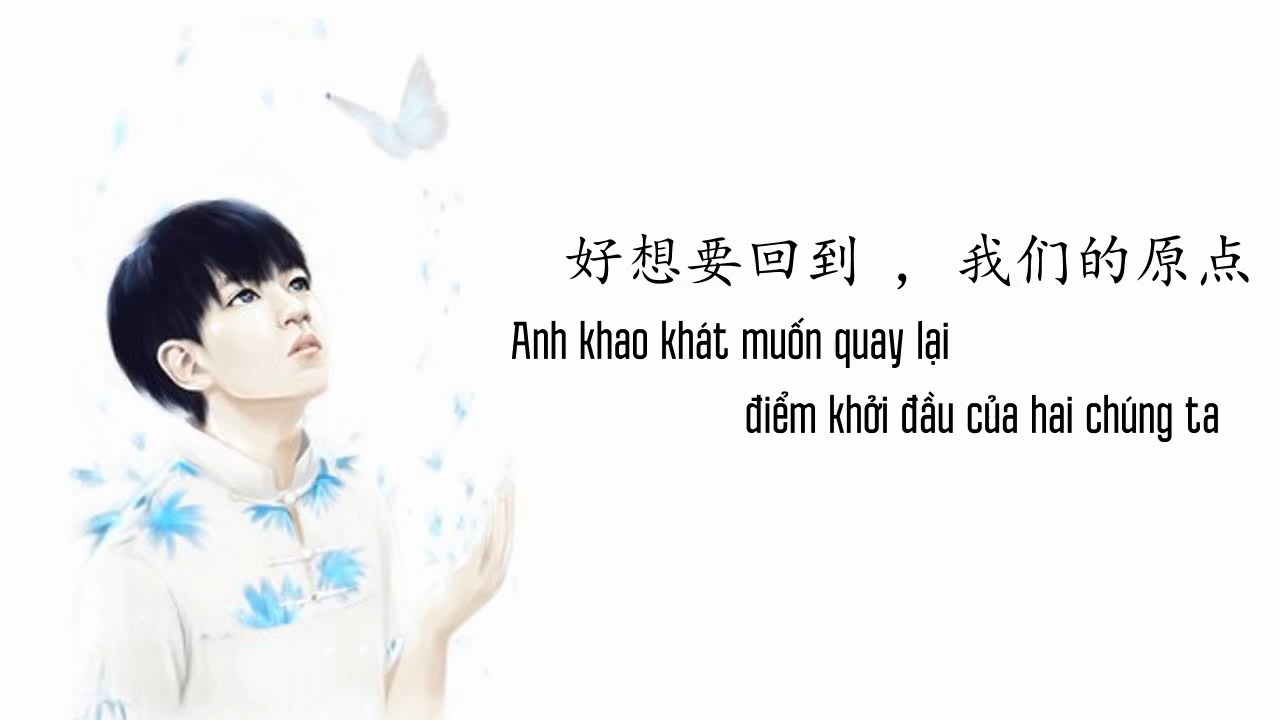 好想要回到 ， 我们的原点
Anh khao khát muốn quay lại
điểm khởi đầu của hai chúng ta